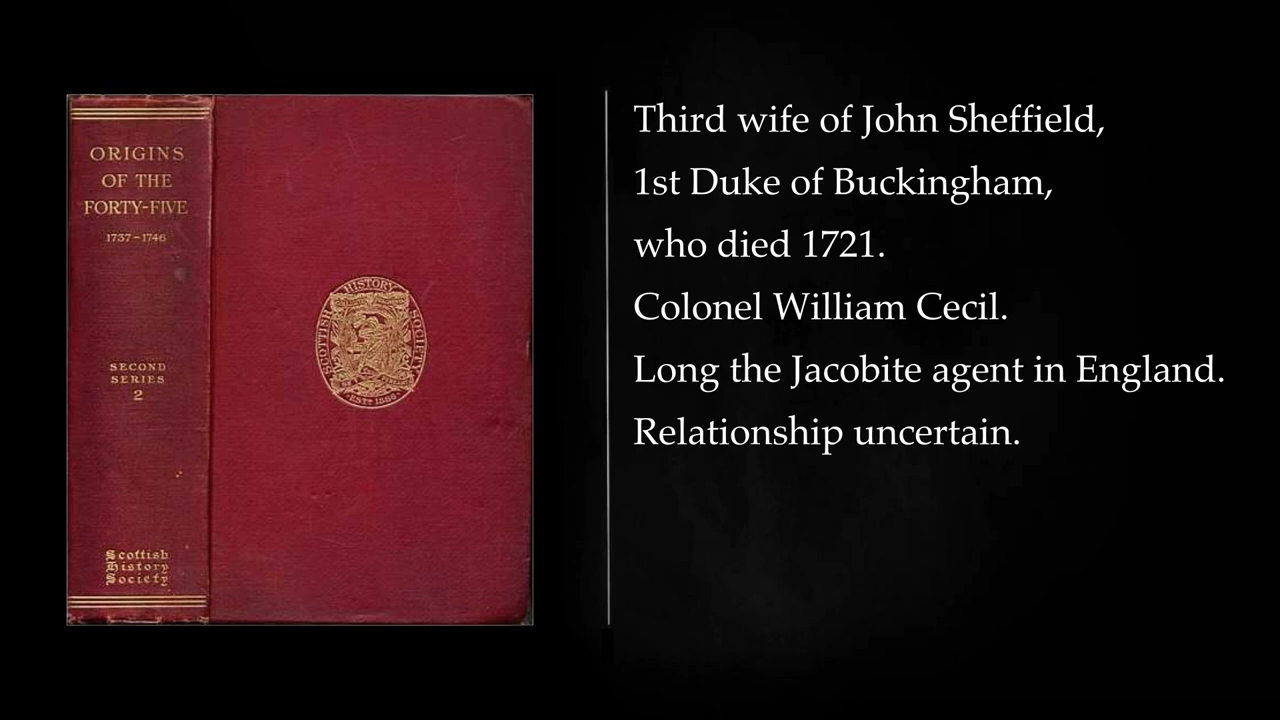 ORIGINS
OF THE
FORTY-FIVE
1737–1746
SECOND
SERIES
2
Scottish
History
Society
SCOTTISH HISTORY SOCIETY
·ESTD 1886·
Third wife of John Sheffield,
1st Duke of Buckingham,
who died 1721.
Colonel William Cecil.
Long the Jacobite agent in England.
Relationship uncertain.